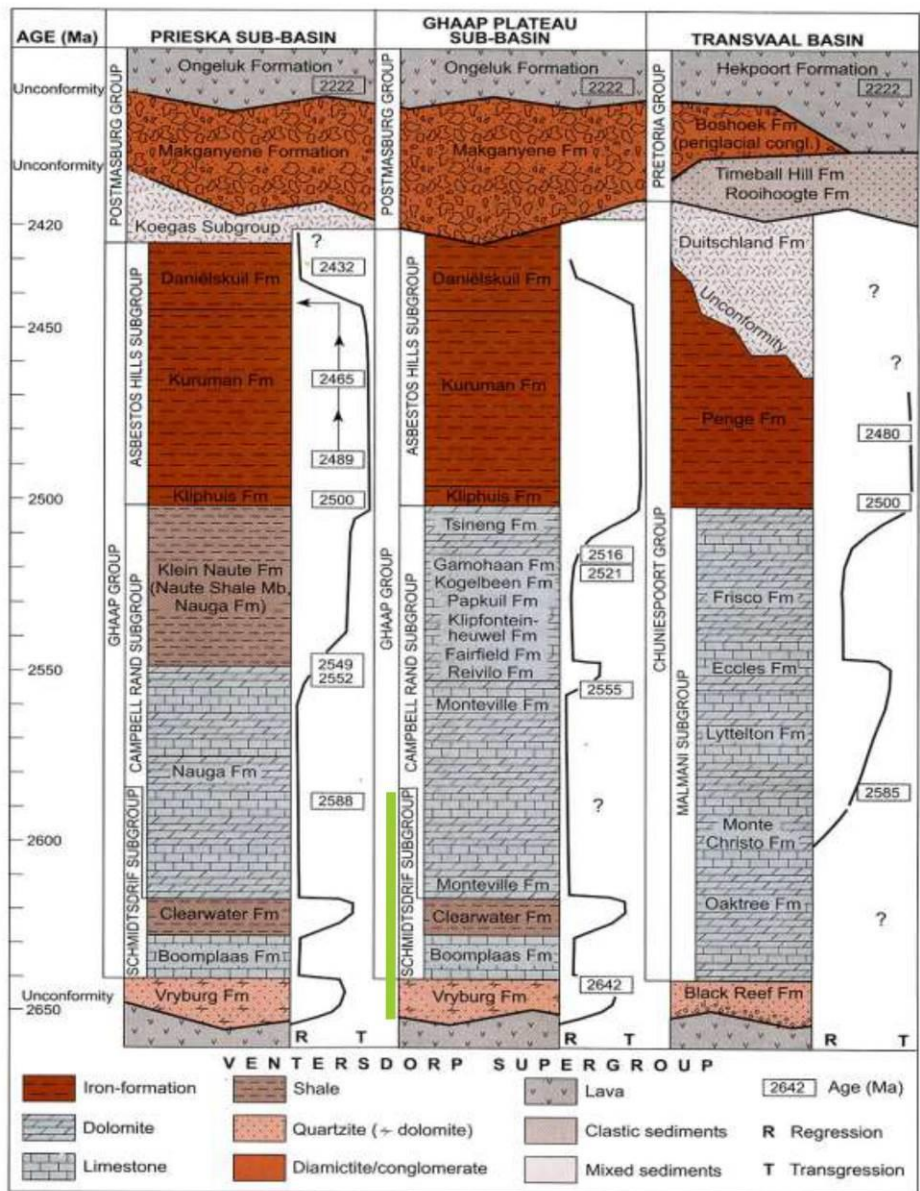 AGE (Ma)
PRIESKA SUB-BASIN
GHAAP PLATEAU
SUB-BASIN
TRANSVAAL BASIN
Unconformity
Unconformity
2420
2450
2500
2550
2600
Unconformity
2650
POSTMASBURG GROUP
GHAAP GROUP
ASBESTOS HILLS SUBGROUP
CAMPBELL RAND SUBGROUP
SCHMIDTSDRIF SUBGROUP
Ongeluk Formation
2222
Makganyene Formation
Koegas Subgroup
?
Daniëlskuil Fm
2432
Kuruman Fm
2465
2489
Kliphuis Fm
2500
Klein Naute Fm
(Naute Shale Mb,
Nauga Fm)
2549
2552
Nauga Fm
2588
Clearwater Fm
Boomplaas Fm
Vryburg Fm
R T
POSTMASBURG GROUP
GHAAP GROUP
ASBESTOS HILLS SUBGROUP
CAMPBELL RAND SUBGROUP
SCHMIDTSDRIF SUBGROUP
Ongeluk Formation
2222
Makganyene Fm
Daniëlskuil Fm
Kuruman Fm
Kliphuis Fm
Tsineng Fm
Gamohaan Fm
2516
Kogelbeen Fm
2521
Papkuil Fm
Klipfontein-
heuwel Fm
Fairfield Fm
Reivilo Fm
2555
Monteville Fm
?
Monteville Fm
Clearwater Fm
Boomplaas Fm
2642
Vryburg Fm
R T
PRETORIA GROUP
CHUNIESPOORT GROUP
MALMANI SUBGROUP
Hekpoort Formation
2222
Boshoek Fm
(periglacial congl.)
Timeball Hill Fm
Rooihoogte Fm
Duitschland Fm
?
Unconformity
?
Penge Fm
2480
2500
Frisco Fm
Eccles Fm
Lyttelton Fm
2585
Monte
Christo Fm
Oaktree Fm
?
Black Reef Fm
R T
VENTERSDORP SUPERGROUP
Iron-formation
Shale
Lava
2642 Age (Ma)
Dolomite
Quartzite (± dolomite)
Clastic sediments
R Regression
Limestone
Diamictite/conglomerate
Mixed sediments
T Transgression